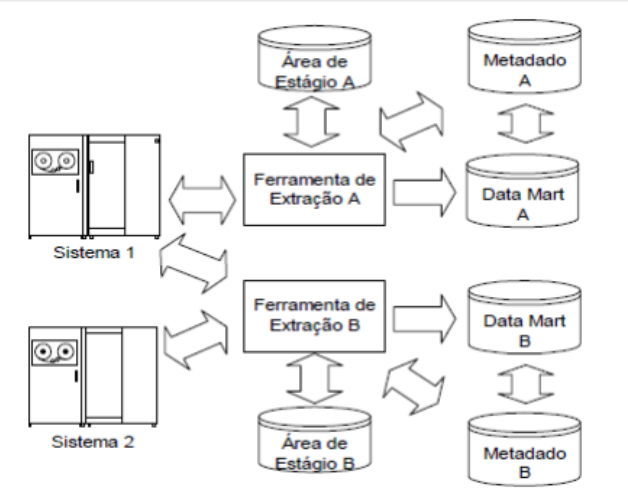 Área de
Estágio A
Metadado
A
Ferramenta de
Extração A
Data Mart
A
Sistema 1
Ferramenta de
Extração B
Data Mart
B
Sistema 2
Área de
Estágio B
Metadado
B